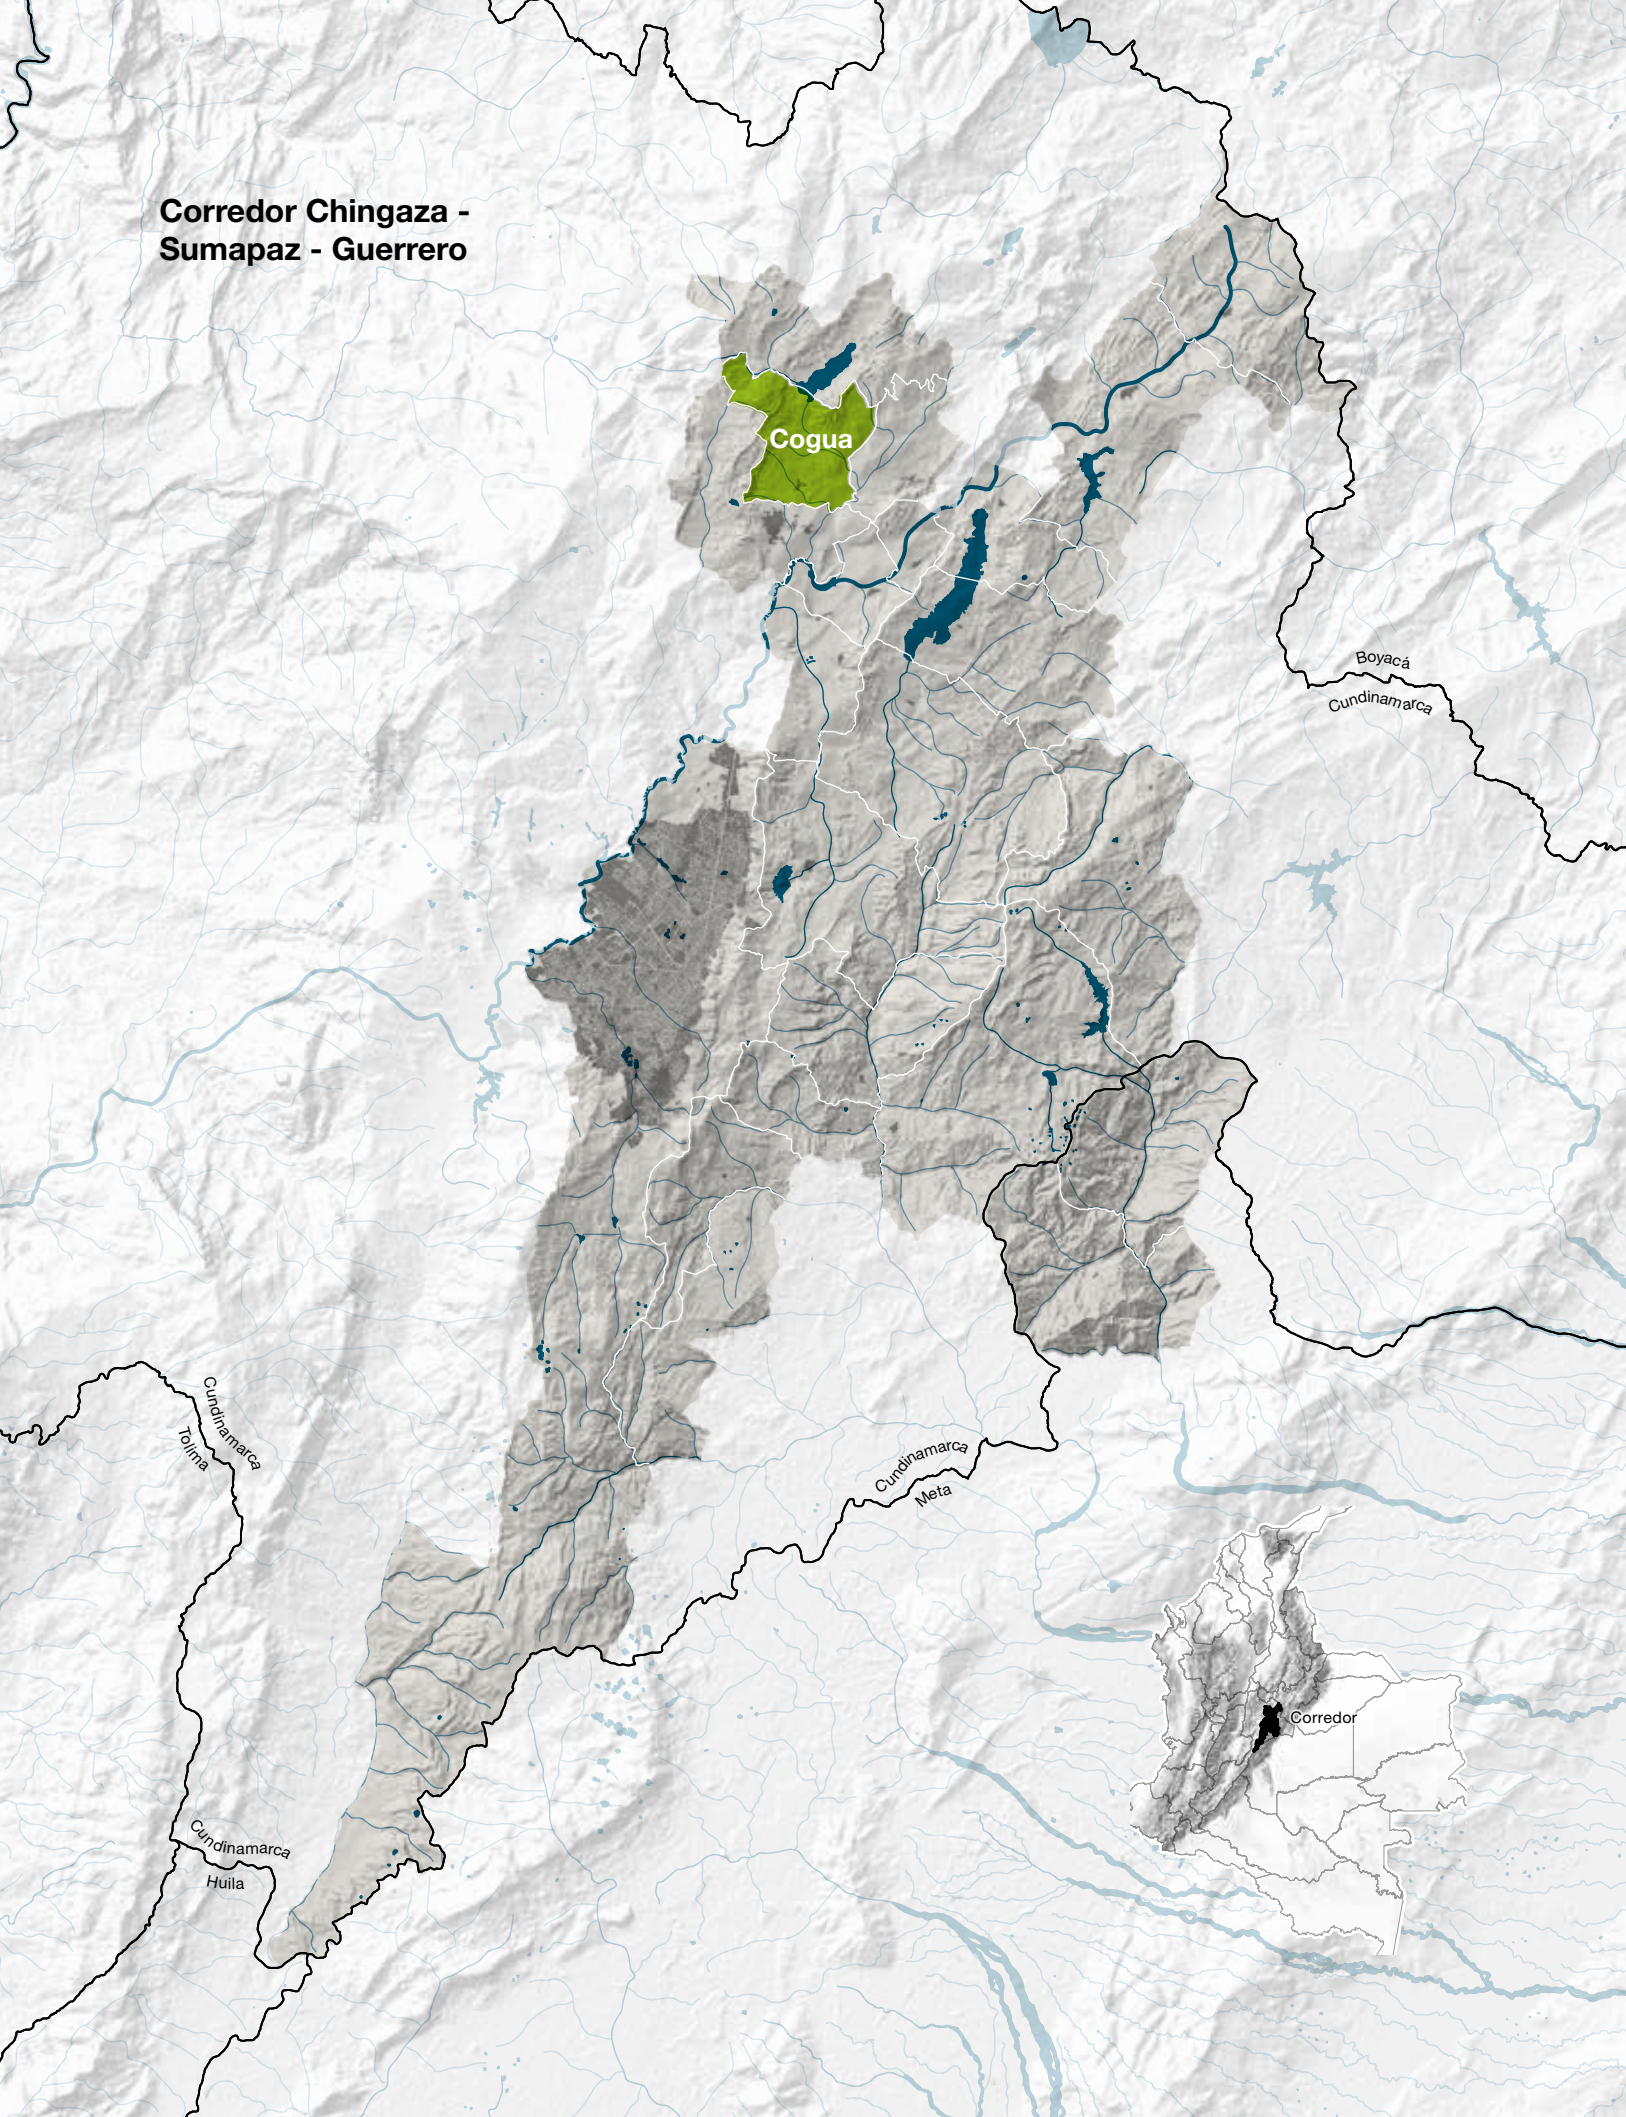 Corredor Chingaza -
Sumapaz - Guerrero
Cogua
Boyacá
Cundinamarca
Cundinamarca
Tolima
Cundinamarca
Meta
Corredor
Cundinamarca
Huila